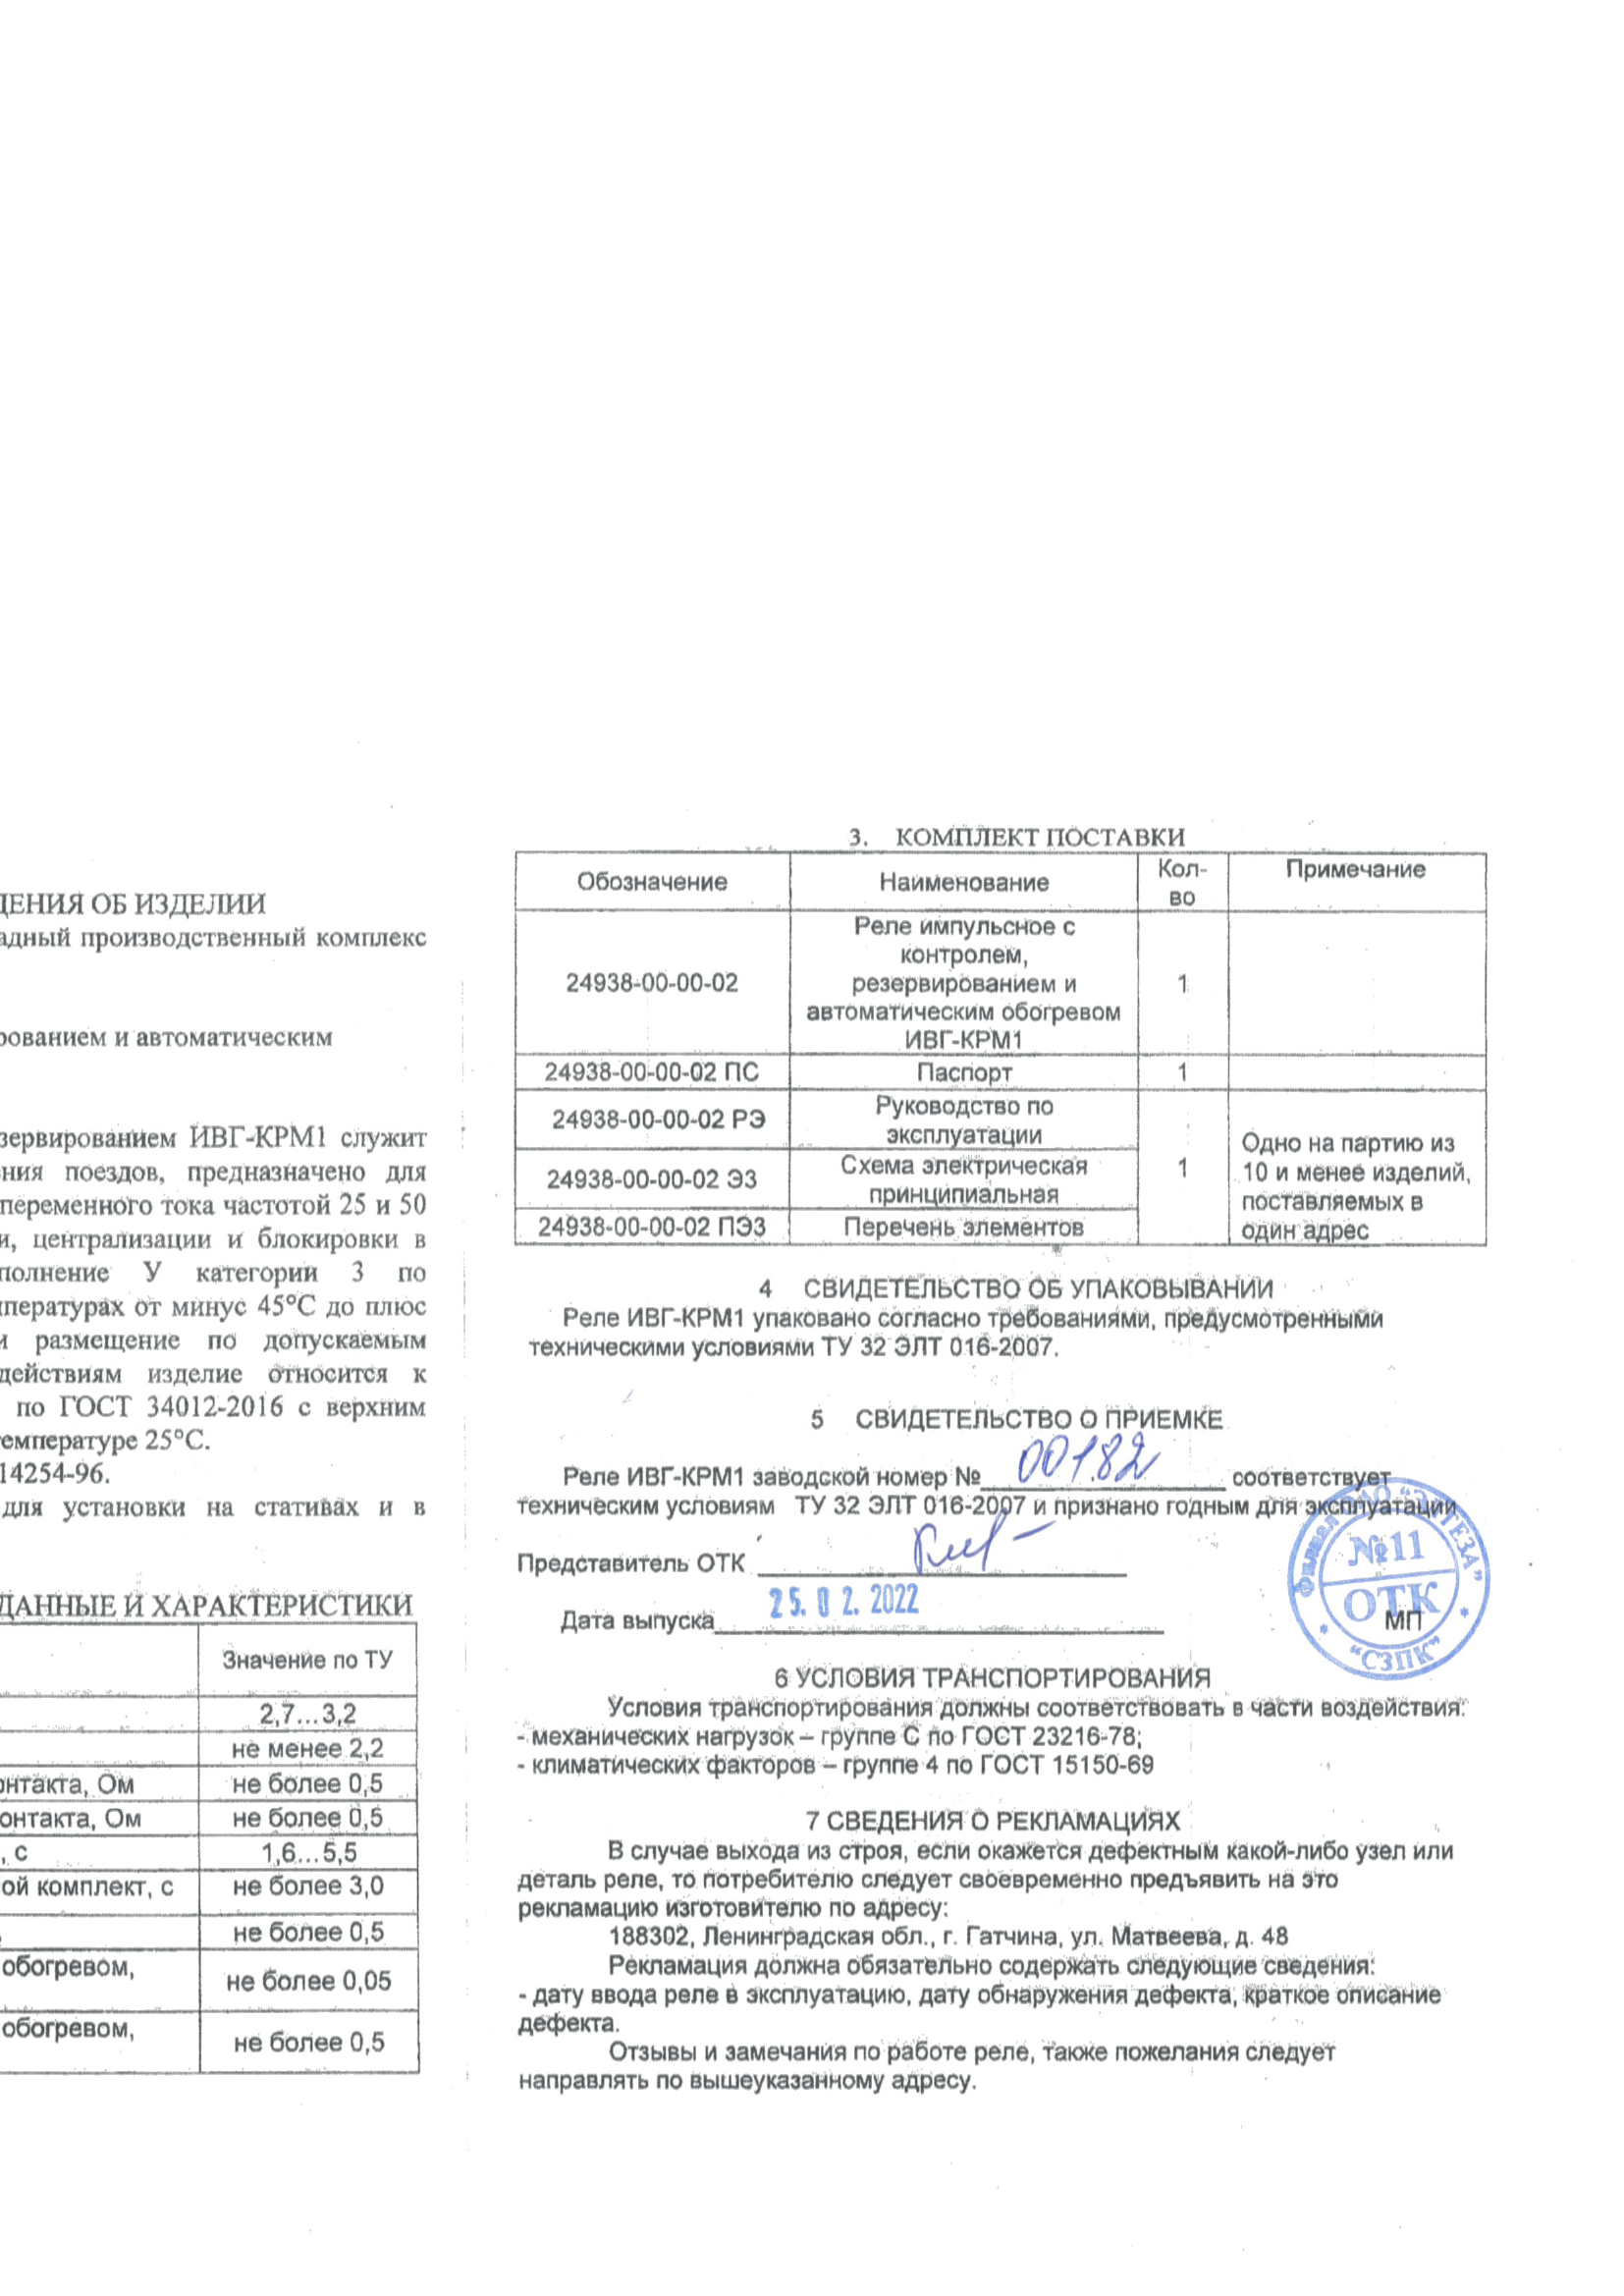 ДЕНИЯ ОБ ИЗДЕЛИИ
адный производственный комплекс
рованием и автоматическим
зервированием ИВГ-КРМ1 служит
ния поездов, предназначено для
переменного тока частотой 25 и 50
и, централизации и блокировки в
полнение У категории 3 по
пературах от минус 45°С до плюс
и размещение по допускаемым
действиям изделие относится к
по ГОСТ 34012-2016 с верхним
емпературе 25°С.
14254-96.
для установки на стативах и в
ДАННЫЕ И ХАРАКТЕРИСТИКИ
Значение по ТУ
2,7...3,2
не менее 2,2
онтакта, Ом не более 0,5
онтакта, Ом не более 0,5
, с 1,6...5,5
ой комплект, с не более 3,0
не более 0,5
обогревом, не более 0,05
обогревом, не более 0,5
3. КОМПЛЕКТ ПОСТАВКИ
Обозначение Наименование Кол-
во Примечание
24938-00-00-02 Реле импульсное с
контролем,
резервированием и
автоматическим обогревом
ИВГ-КРМ1 1
24938-00-00-02 ПС Паспорт 1
24938-00-00-02 РЭ Руководство по
эксплуатации
24938-00-00-02 Э3 Схема электрическая
принципиальная
24938-00-00-02 ПЭ3 Перечень элементов
1
Одно на партию из
10 и менее изделий,
поставляемых в
один адрес
4 СВИДЕТЕЛЬСТВО ОБ УПАКОВЫВАНИИ
Реле ИВГ-КРМ1 упаковано согласно требованиями, предусмотренными
техническими условиями ТУ 32 ЭЛТ 016-2007.
5 СВИДЕТЕЛЬСТВО О ПРИЕМКЕ
Реле ИВГ-КРМ1 заводской номер № 00182 соответствует
техническим условиям ТУ 32 ЭЛТ 016-2007 и признано годным для эксплуатации
Представитель ОТК
Дата выпуска 25. 02. 2022
МП
Филиал ОАО "ЭЛТЕЗА"
№11
ОТК
"СЗПК"
6 УСЛОВИЯ ТРАНСПОРТИРОВАНИЯ
Условия транспортирования должны соответствовать в части воздействия:
- механических нагрузок – группе С по ГОСТ 23216-78;
- климатических факторов – группе 4 по ГОСТ 15150-69
7 СВЕДЕНИЯ О РЕКЛАМАЦИЯХ
В случае выхода из строя, если окажется дефектным какой-либо узел или
деталь реле, то потребителю следует своевременно предъявить на это
рекламацию изготовителю по адресу:
188302, Ленинградская обл., г. Гатчина, ул. Матвеева, д. 48
Рекламация должна обязательно содержать следующие сведения:
- дату ввода реле в эксплуатацию, дату обнаружения дефекта, краткое описание
дефекта.
Отзывы и замечания по работе реле, также пожелания следует
направлять по вышеуказанному адресу.